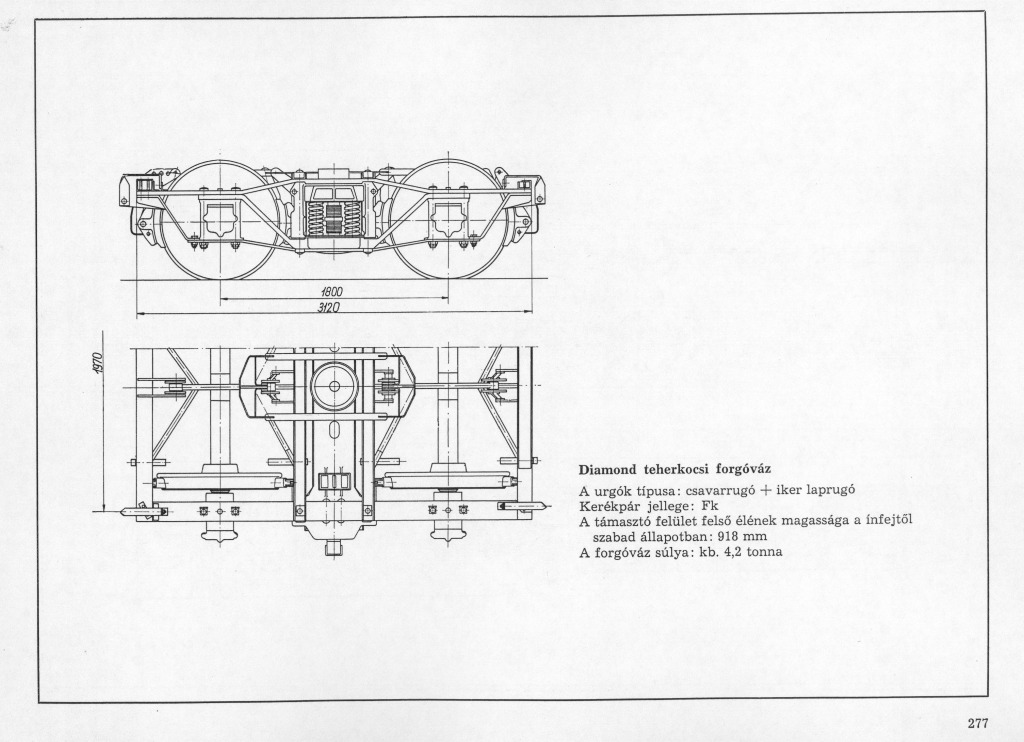 1800
3120
1970
Diamond teherkocsi forgóváz
A urgók típusa: csavarrugó + iker laprugó
Kerékpár jellege: Fk
A támasztó felület felső élének magassága a ínfejtől
szabad állapotban: 918 mm
A forgóváz súlya: kb. 4,2 tonna
277